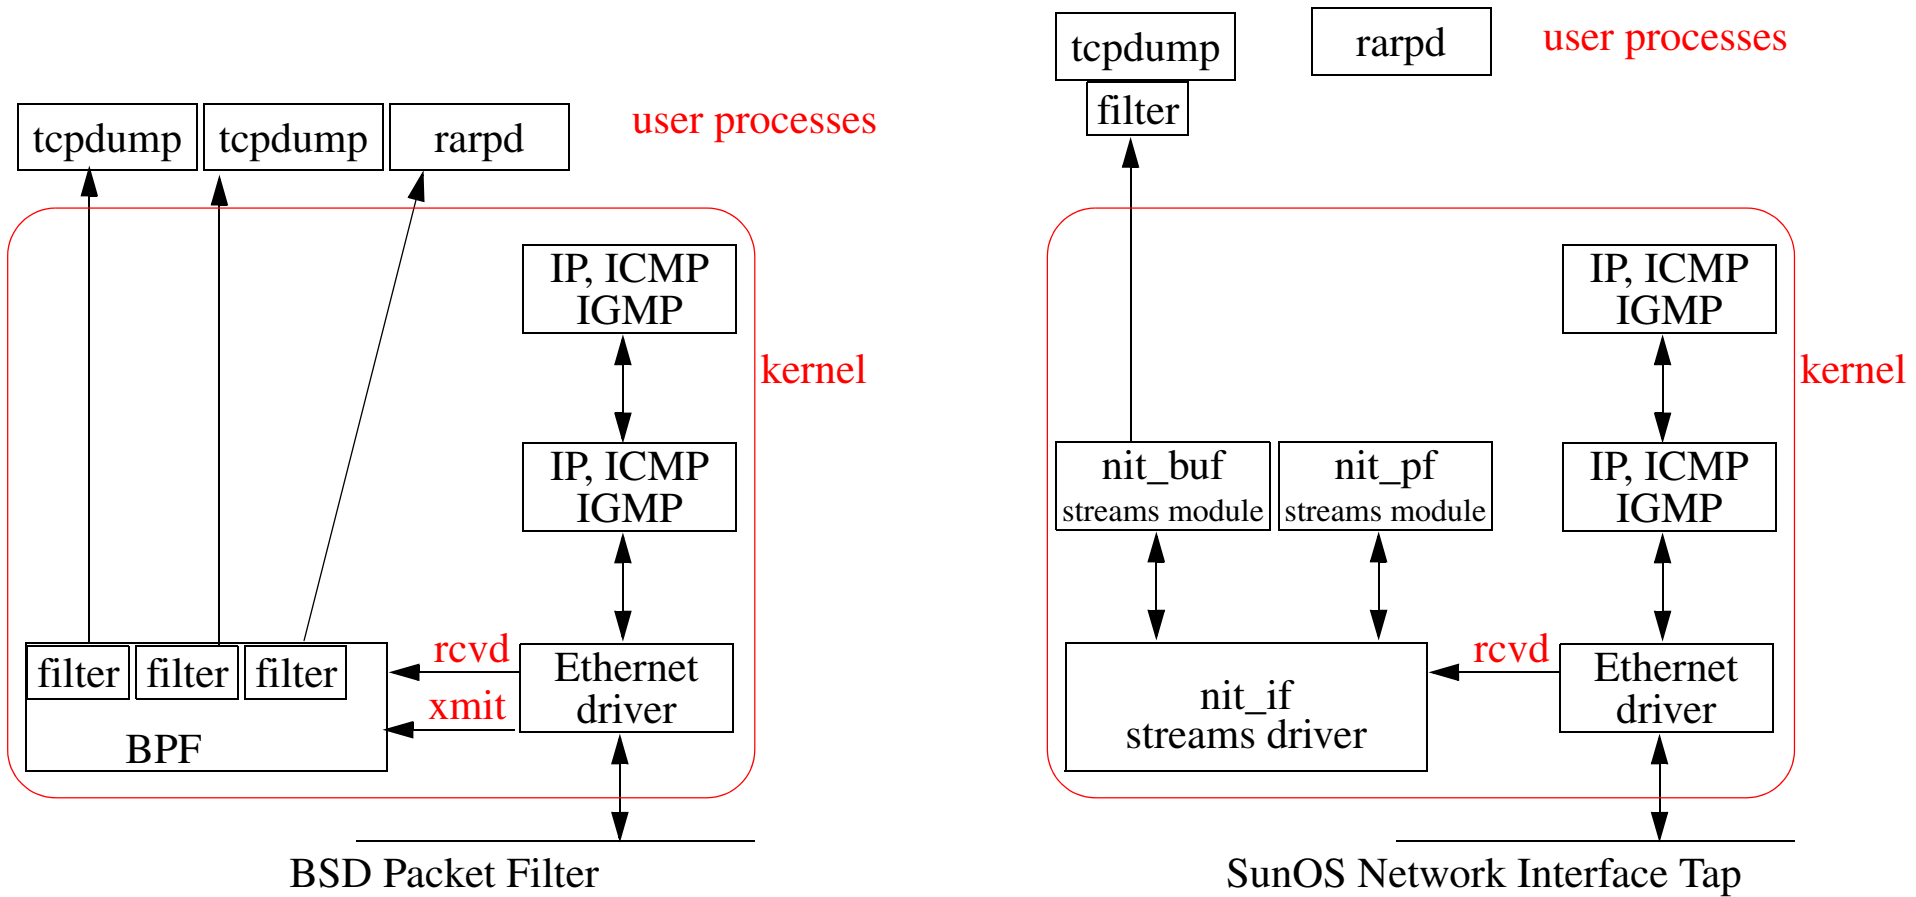 tcpdump
tcpdump
rarpd
user processes
IP, ICMP
IGMP
kernel
IP, ICMP
IGMP
filter
filter
filter
BPF
rcvd
xmit
Ethernet
driver
BSD Packet Filter
tcpdump
filter
rarpd
user processes
IP, ICMP
IGMP
kernel
nit_buf
streams module
nit_pf
streams module
IP, ICMP
IGMP
nit_if
streams driver
rcvd
Ethernet
driver
SunOS Network Interface Tap